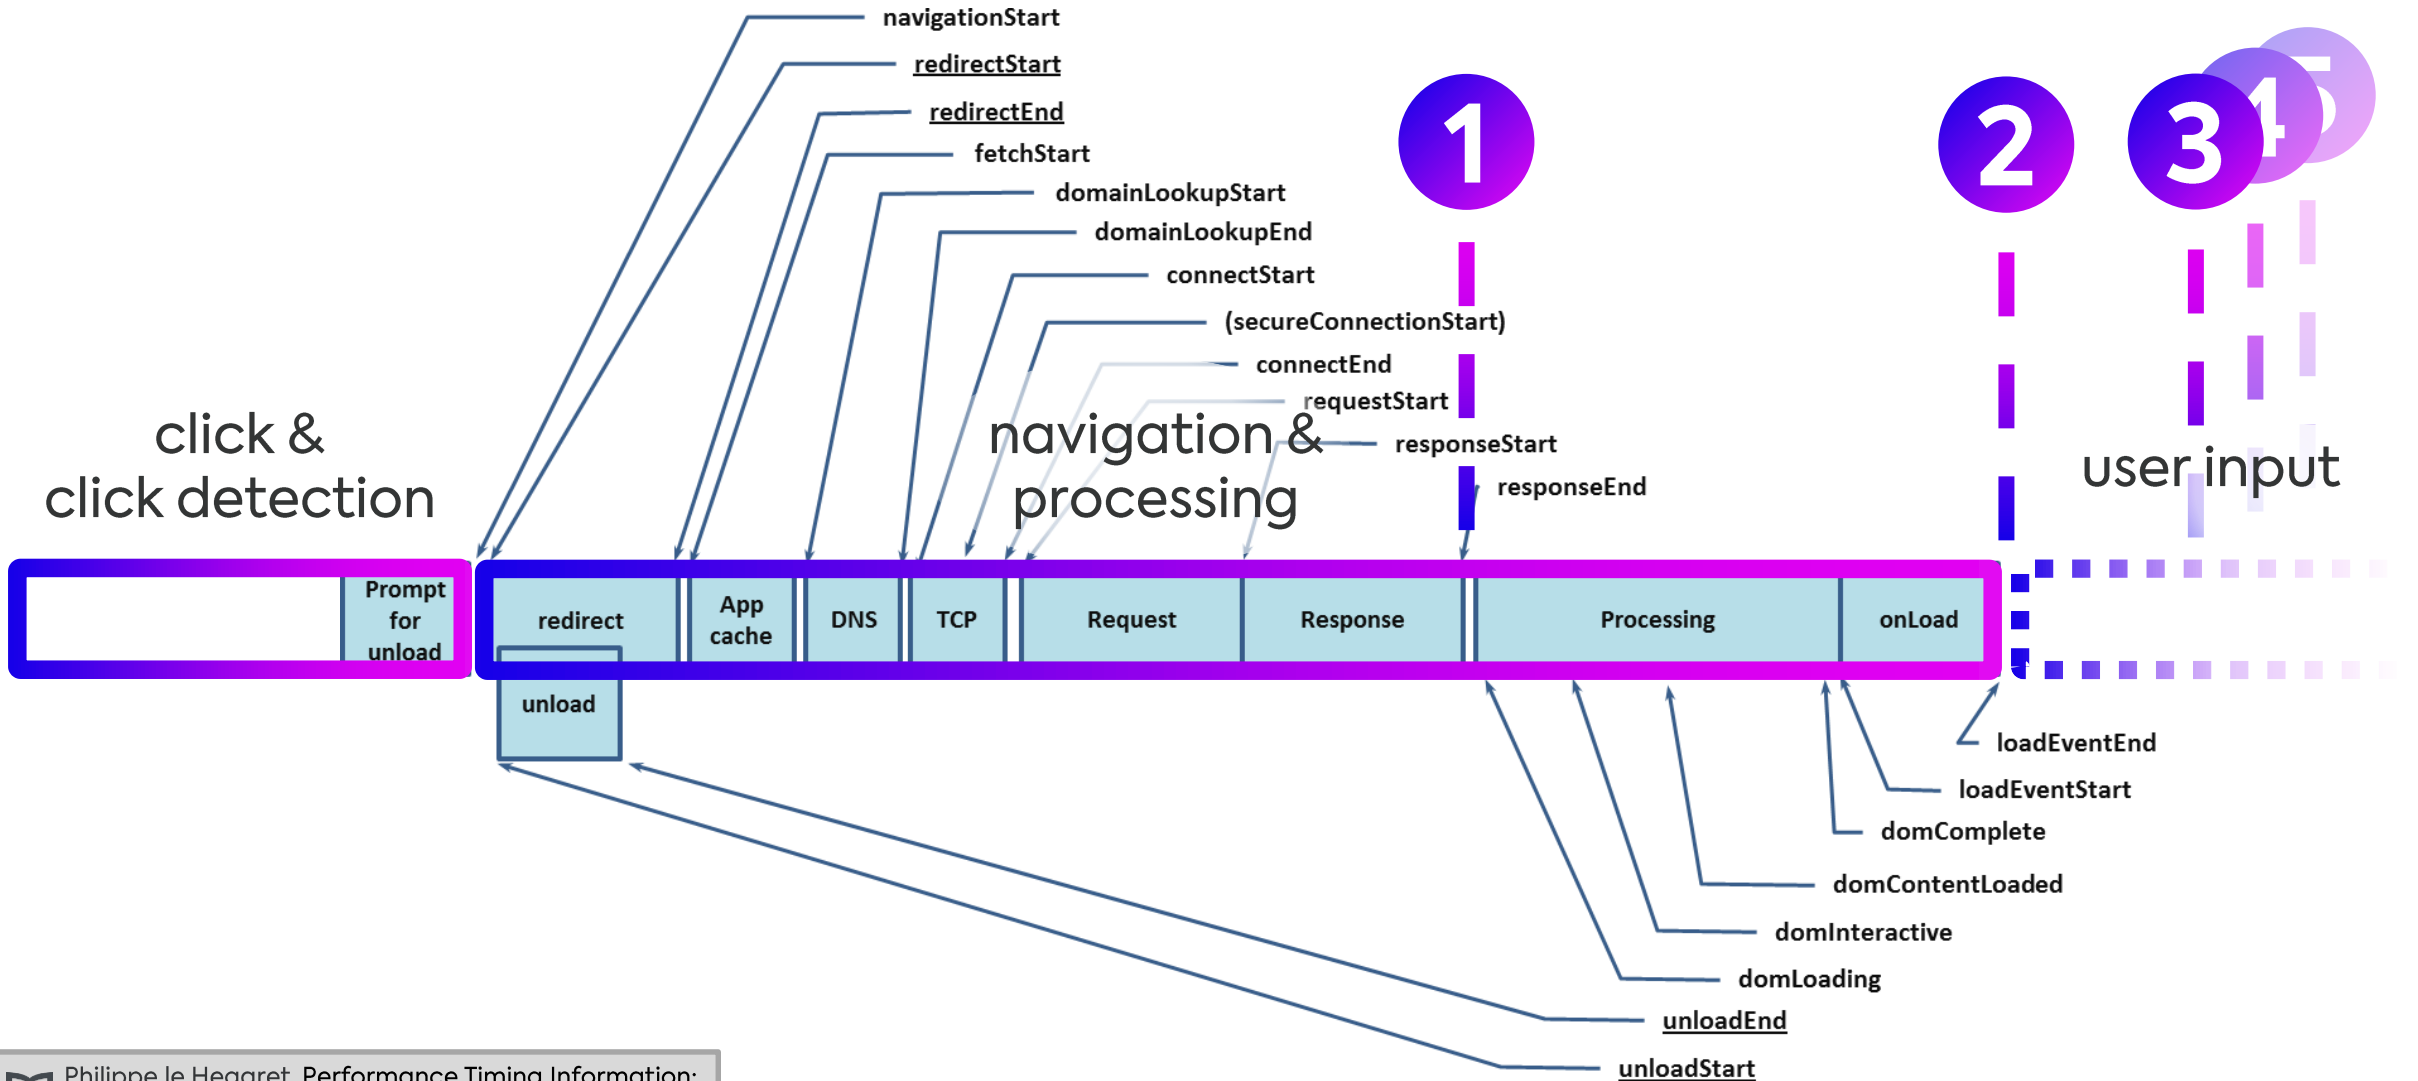 navigationStart
redirectStart
redirectEnd
fetchStart
domainLookupStart
domainLookupEnd
connectStart
(secureConnectionStart)
connectEnd
requestStart
responseStart
responseEnd
1
2
3
4
5
click &
click detection
navigation &
processing
user input
Prompt
for
unload
redirect
App
cache
DNS
TCP
Request
Response
Processing
onLoad
unload
loadEventEnd
loadEventStart
domComplete
domContentLoaded
domInteractive
domLoading
unloadEnd
unloadStart
Philippe le Hegaret. Performance Timing Information: